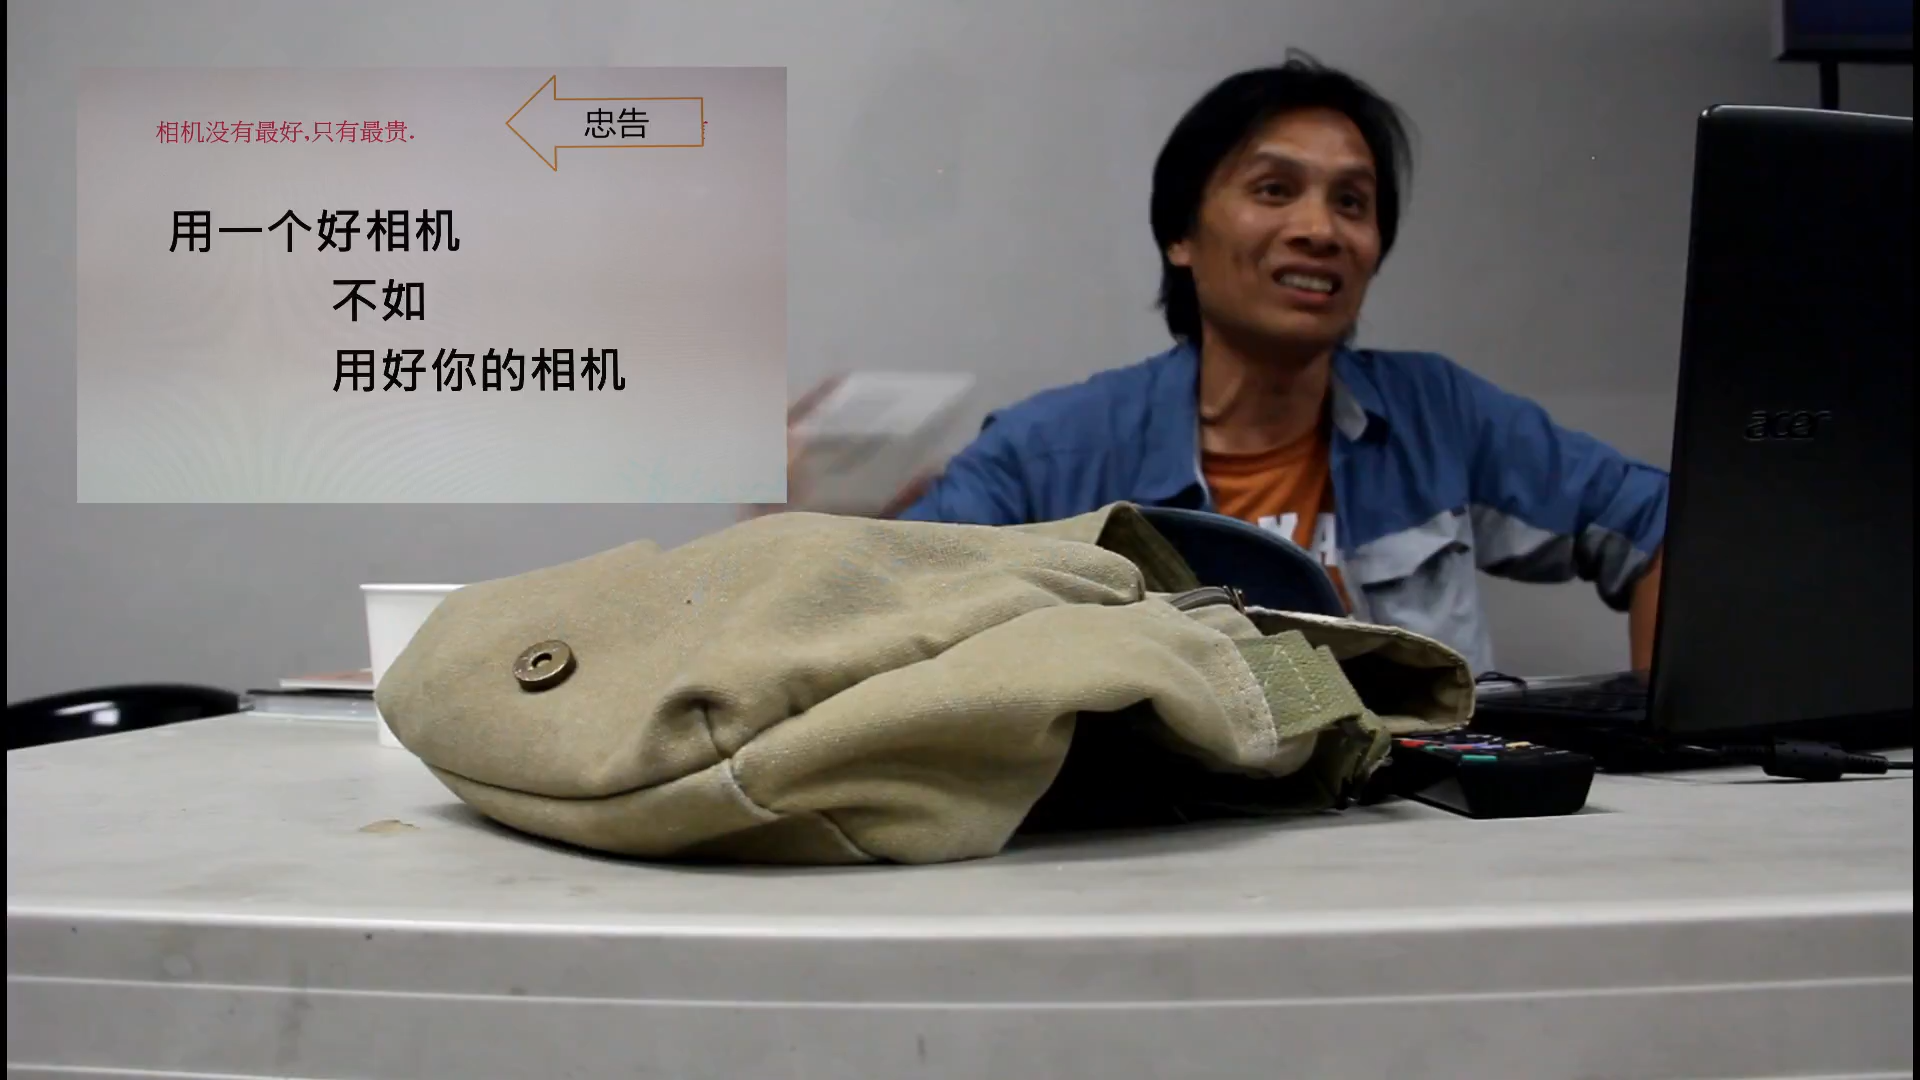 相机没有最好,只有最贵.
忠告
用一个好相机
不如
用好你的相机
acer
KA